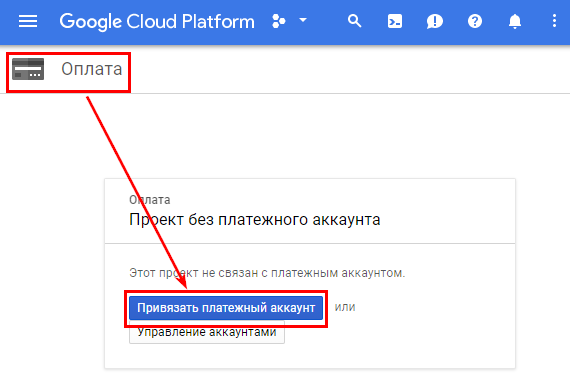 Google Cloud Platform
Оплата
Оплата
Проект без платежного аккаунта
Этот проект не связан с платежным аккаунтом.
Привязать платежный аккаунт или
Управление аккаунтами